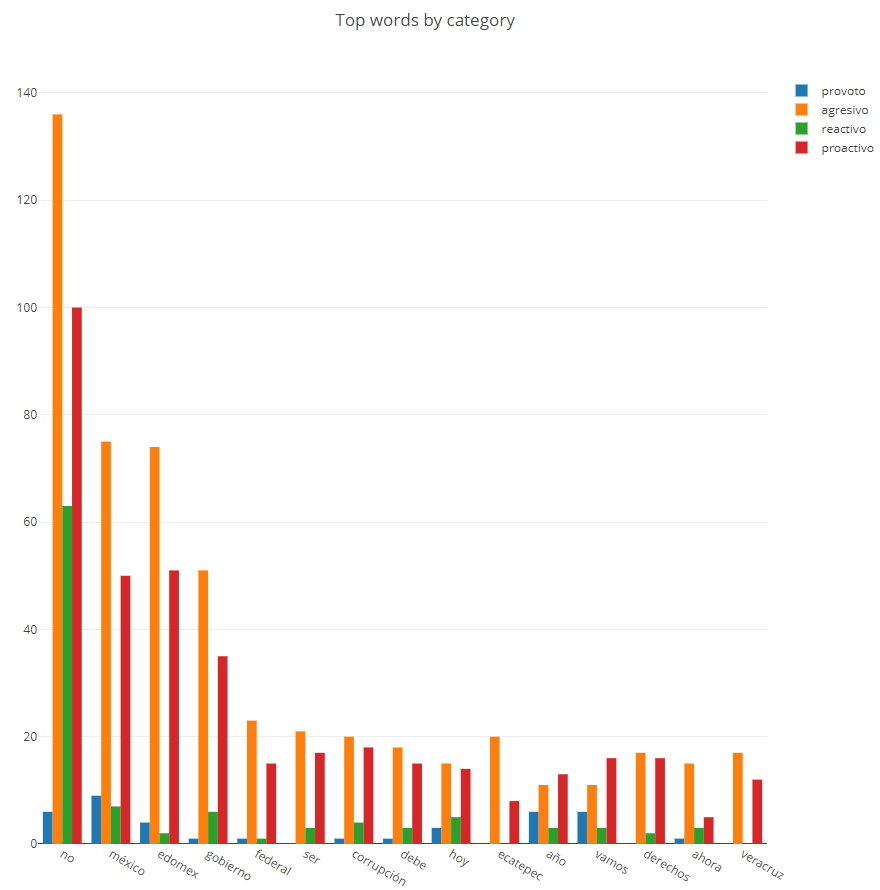 Top words by category
provoto
agresivo
reactivo
proactivo
140
120
100
80
60
40
20
0
no
méxico
edomex
gobierno
federal
ser
corrupción
debe
hoy
ecatepec
año
vamos
derechos
ahora
veracruz